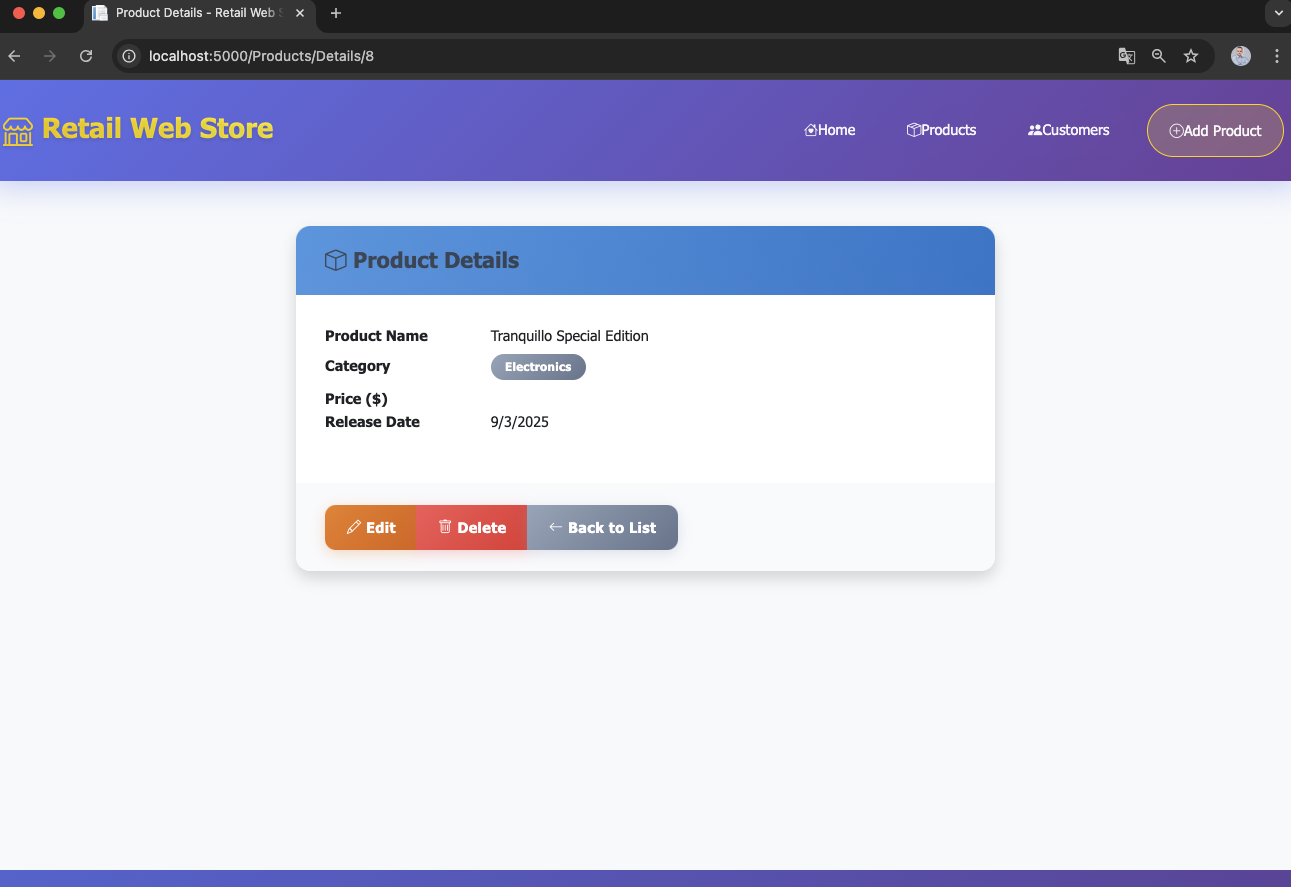 Product Details - Retail Web
localhost:5000/Products/Details/8
Retail Web Store
Home
Products
Customers
Add Product
Product Details
Product Name Tranquillo Special Edition
Category Electronics
Price ($)
Release Date 9/3/2025
Edit
Delete
Back to List